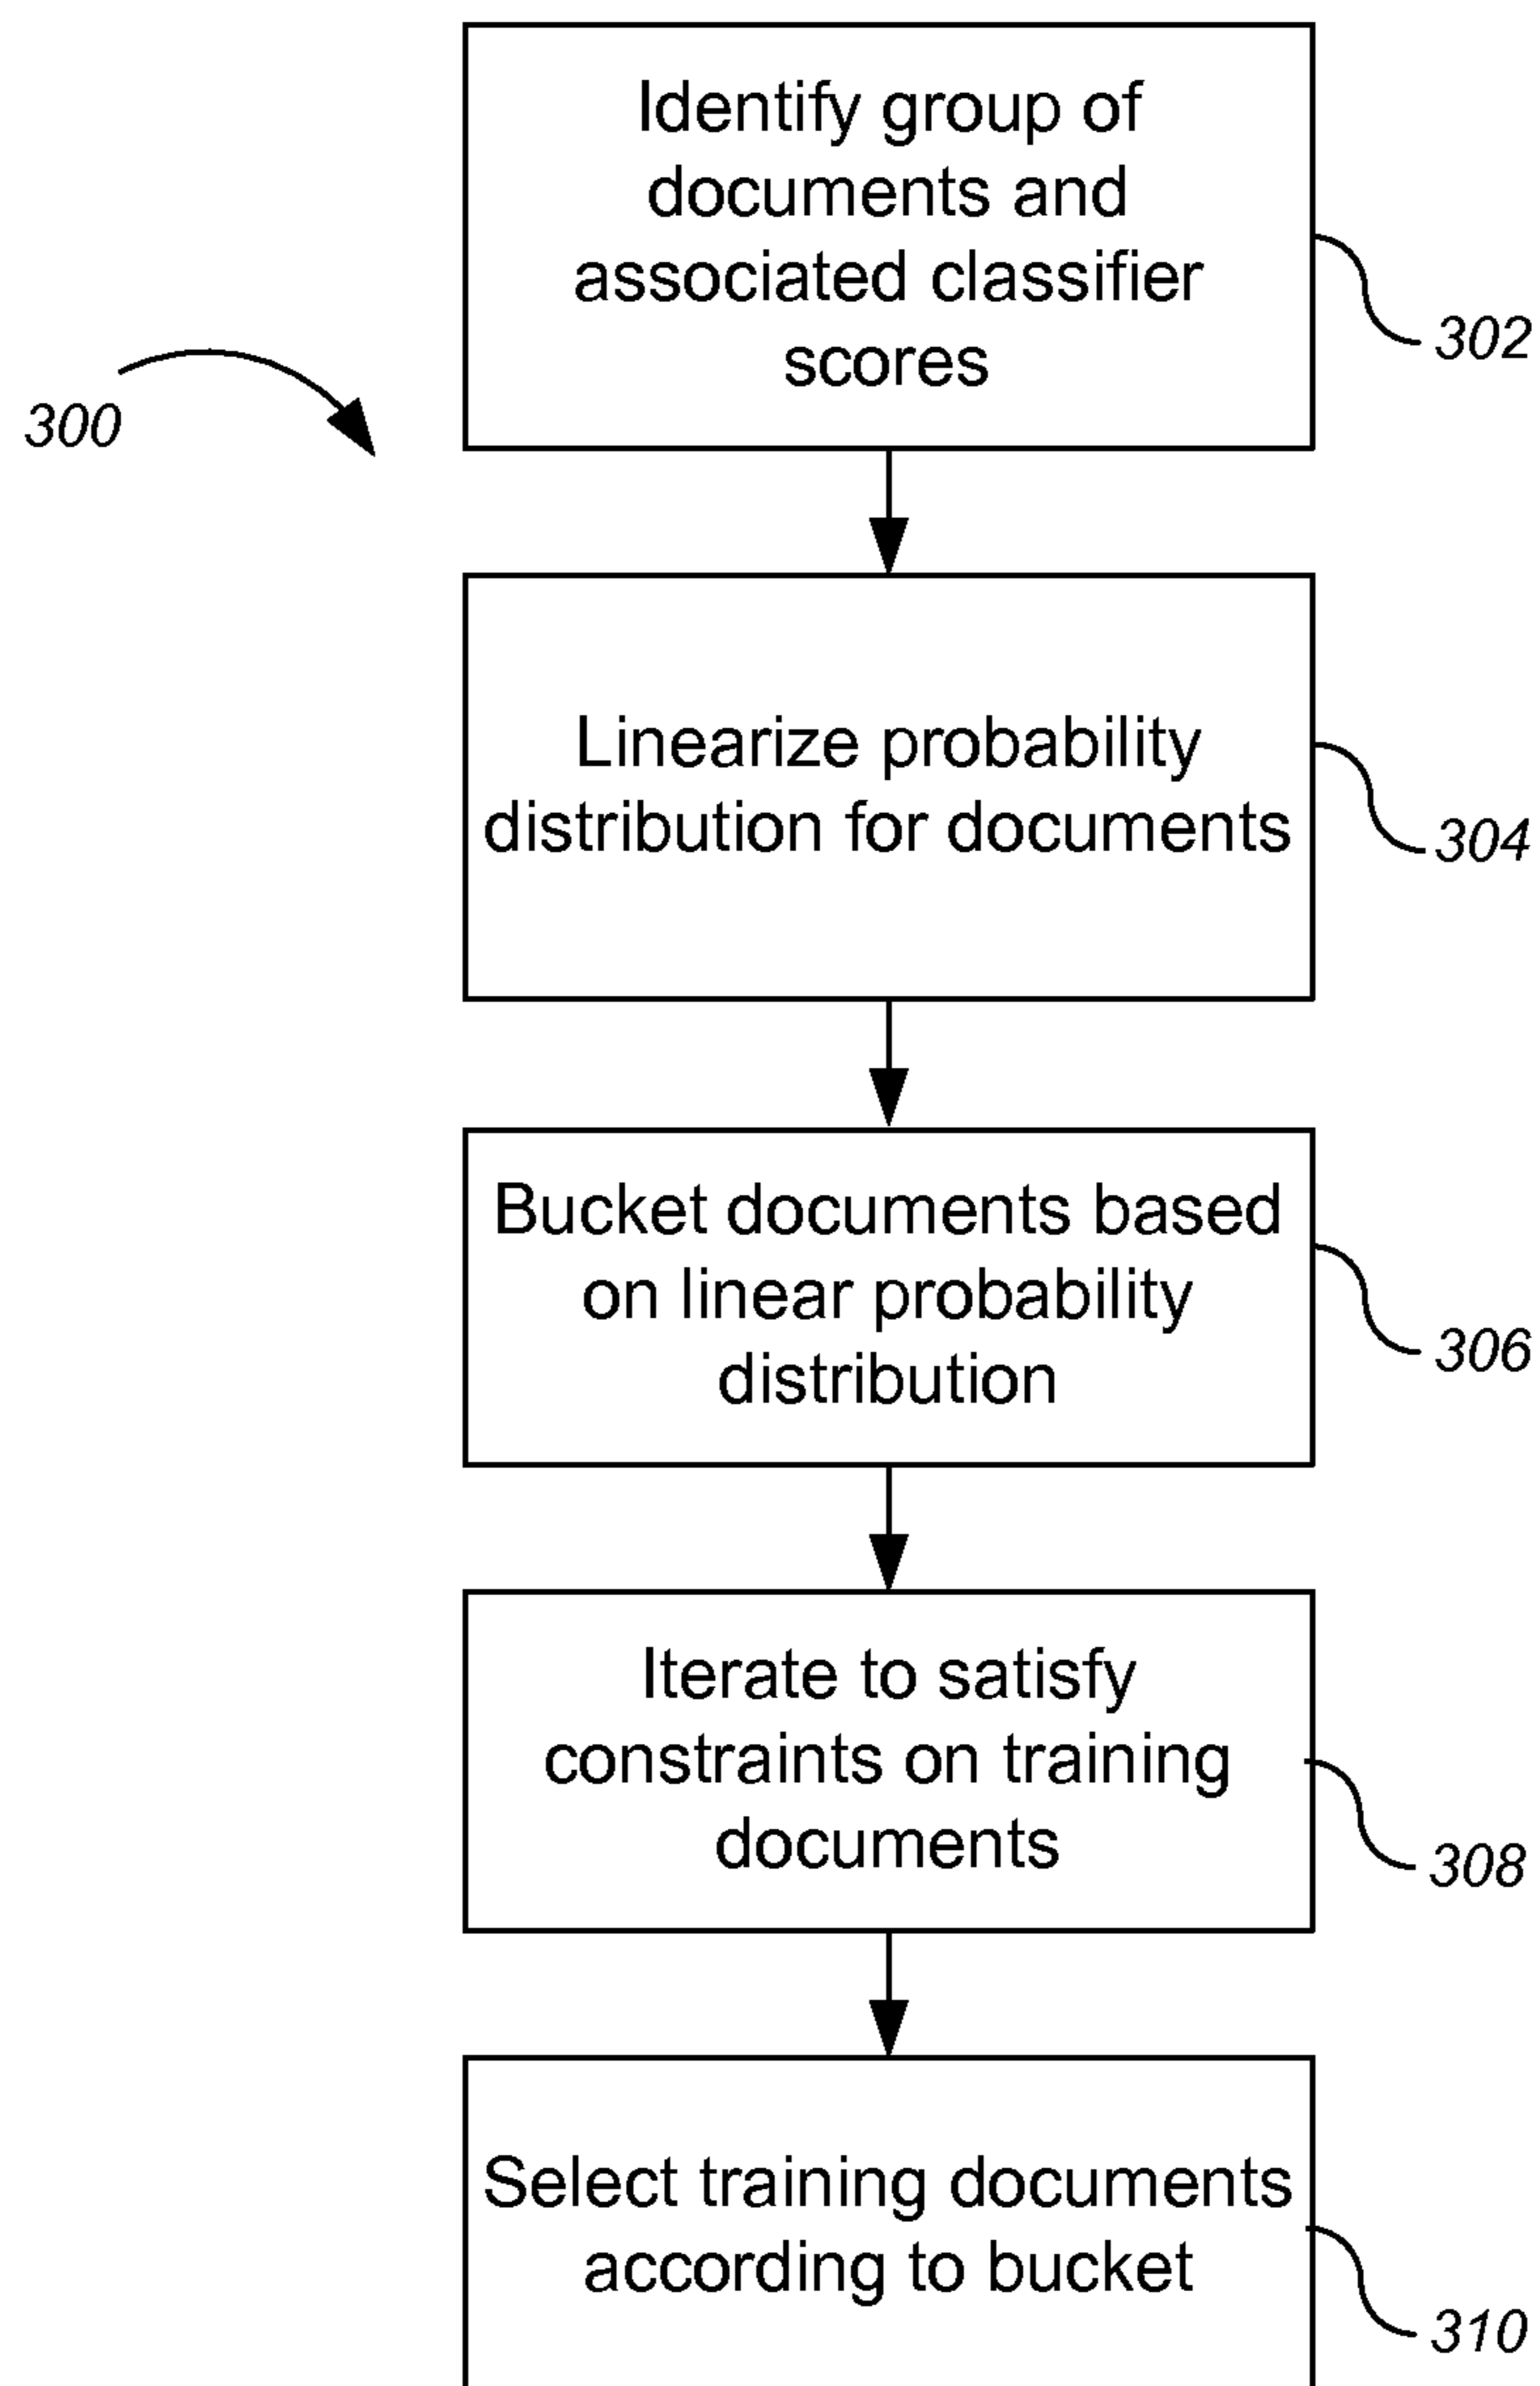 Identify group of
documents and
associated classifier
scores
302
300
Linearize probability
distribution for documents
304
Bucket documents based
on linear probability
distribution
306
Iterate to satisfy
constraints on training
documents
308
Select training documents
according to bucket
310